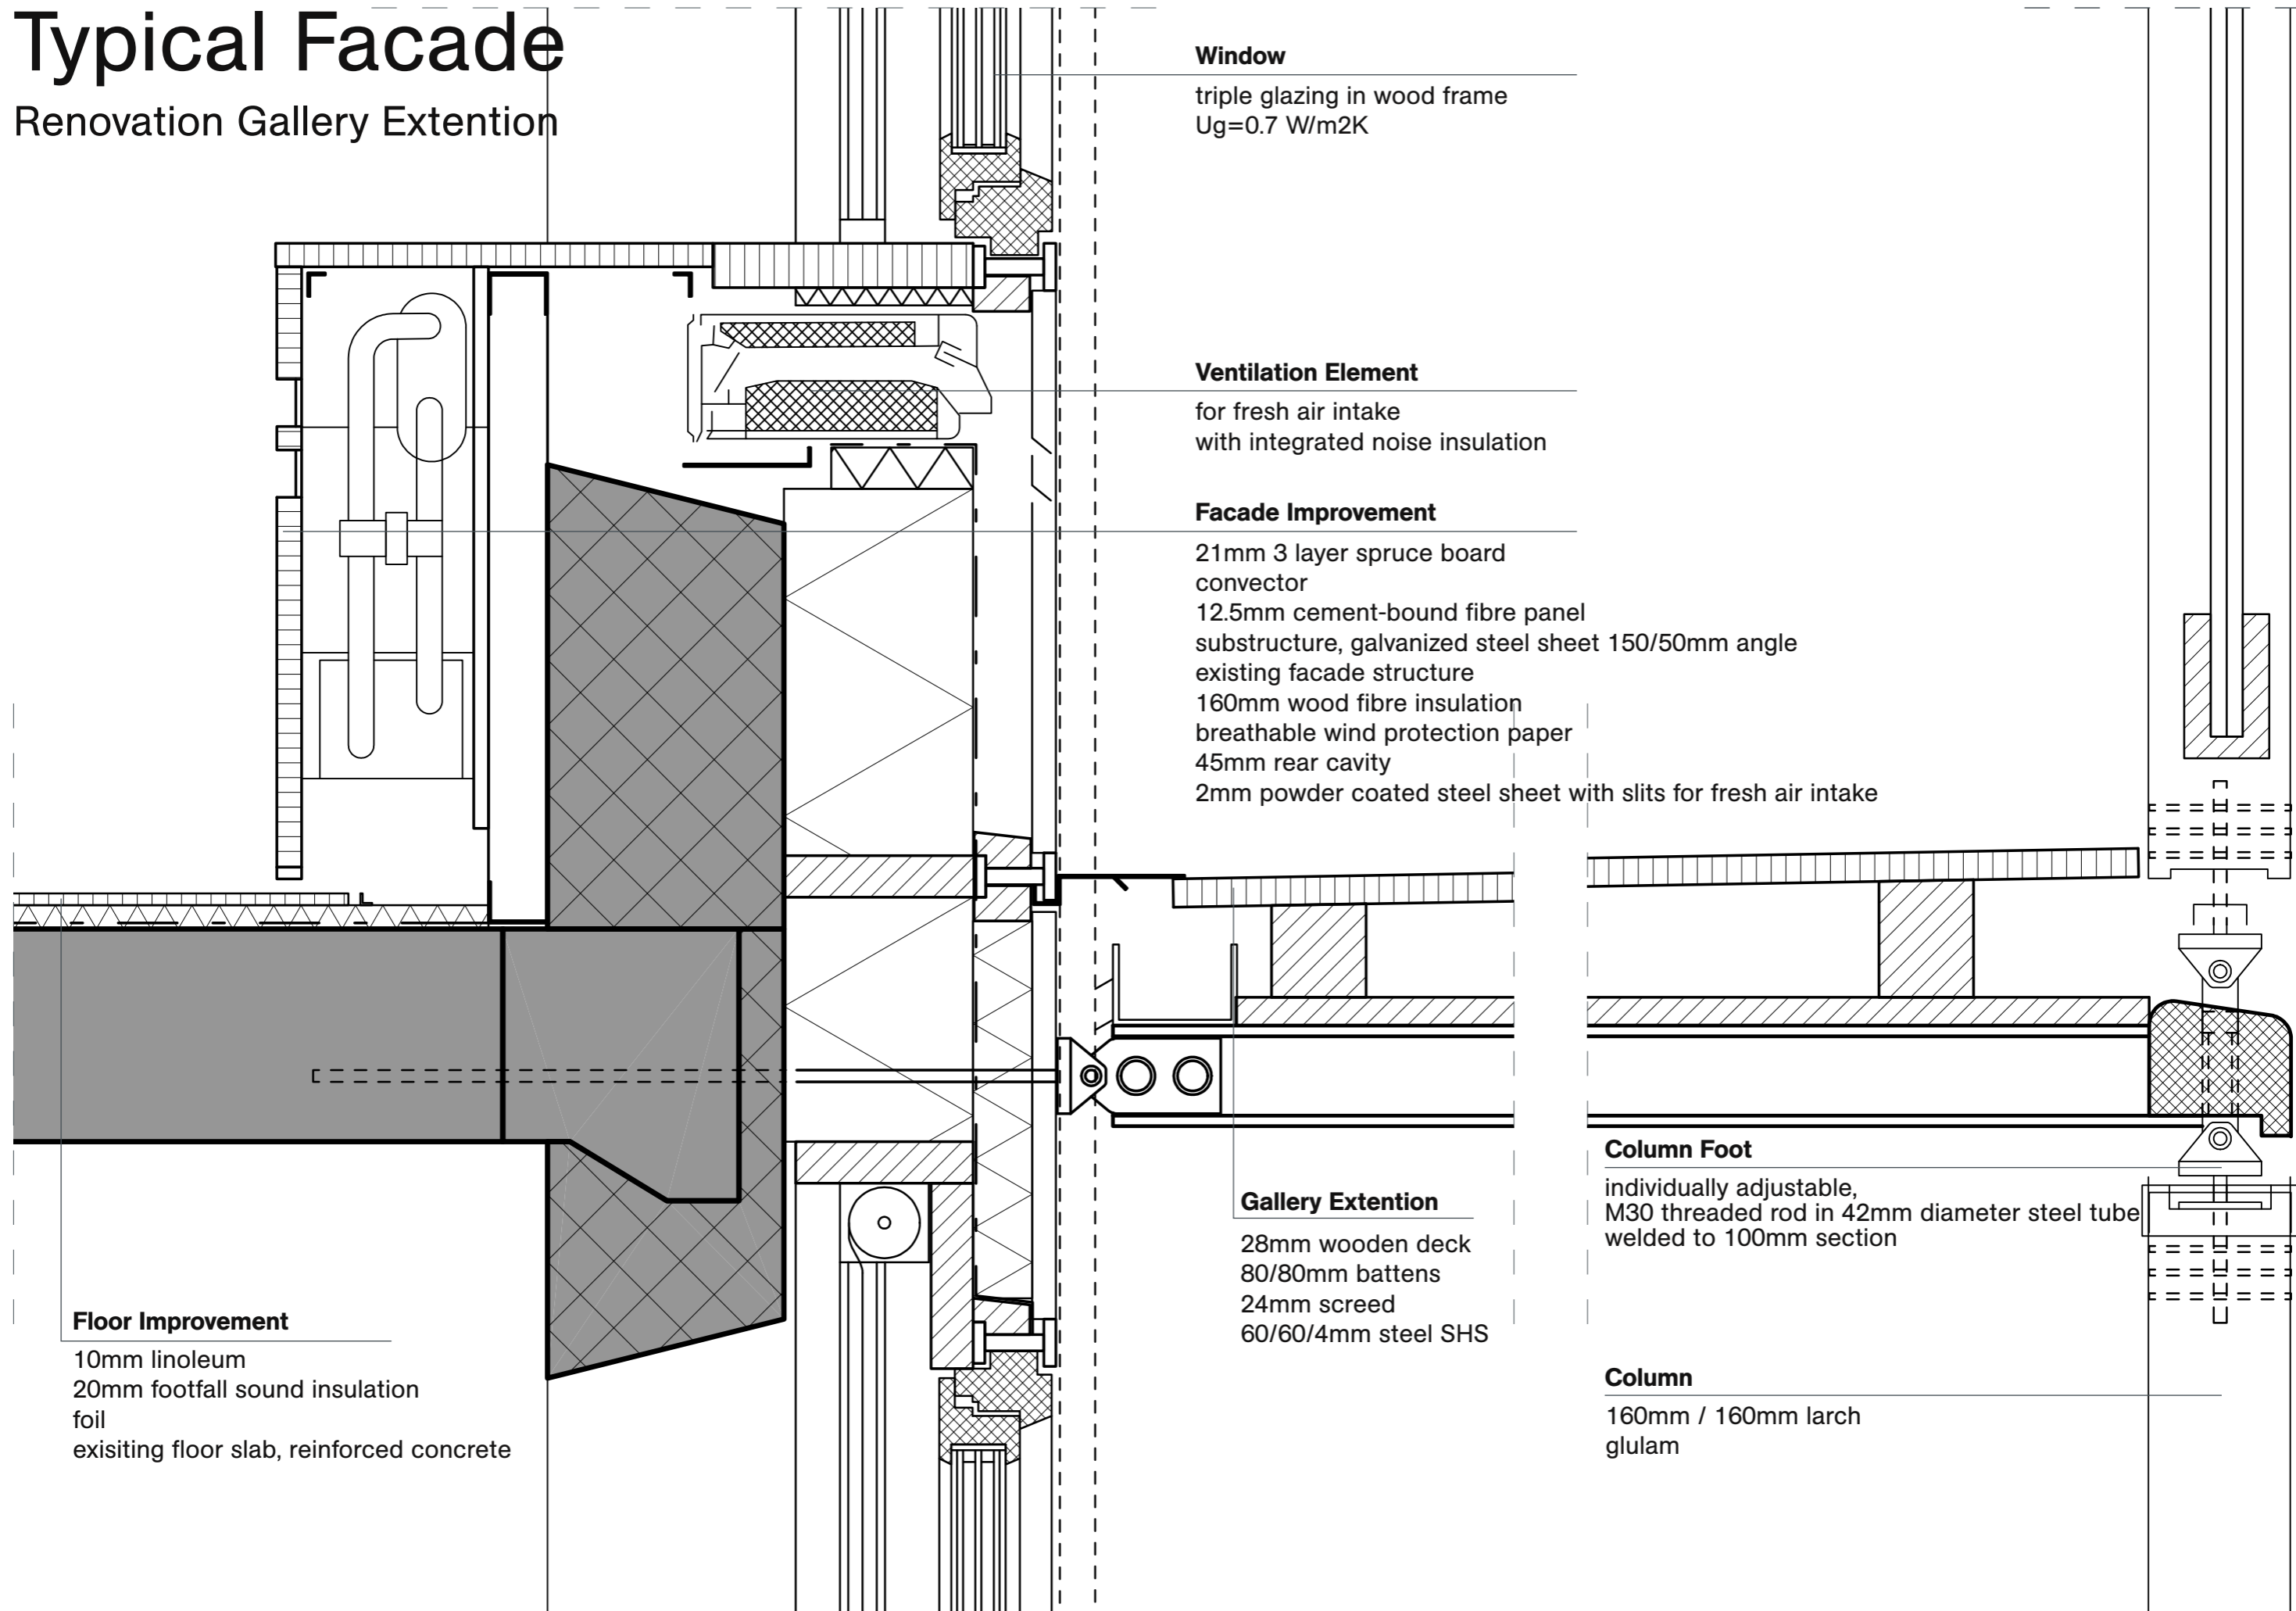 Typical Facade
Renovation Gallery Extention
Window
triple glazing in wood frame
Ug=0.7 W/m2K
Ventilation Element
for fresh air intake
with integrated noise insulation
Facade Improvement
21mm 3 layer spruce board
convector
12.5mm cement-bound fibre panel
substructure, galvanized steel sheet 150/50mm angle
existing facade structure
160mm wood fibre insulation
breathable wind protection paper
45mm rear cavity
2mm powder coated steel sheet with slits for fresh air intake
Column Foot
individually adjustable,
M30 threaded rod in 42mm diameter steel tube
welded to 100mm section
Gallery Extention
28mm wooden deck
80/80mm battens
24mm screed
60/60/4mm steel SHS
Floor Improvement
10mm linoleum
20mm footfall sound insulation
foil
exisiting floor slab, reinforced concrete
Column
160mm / 160mm larch
glulam